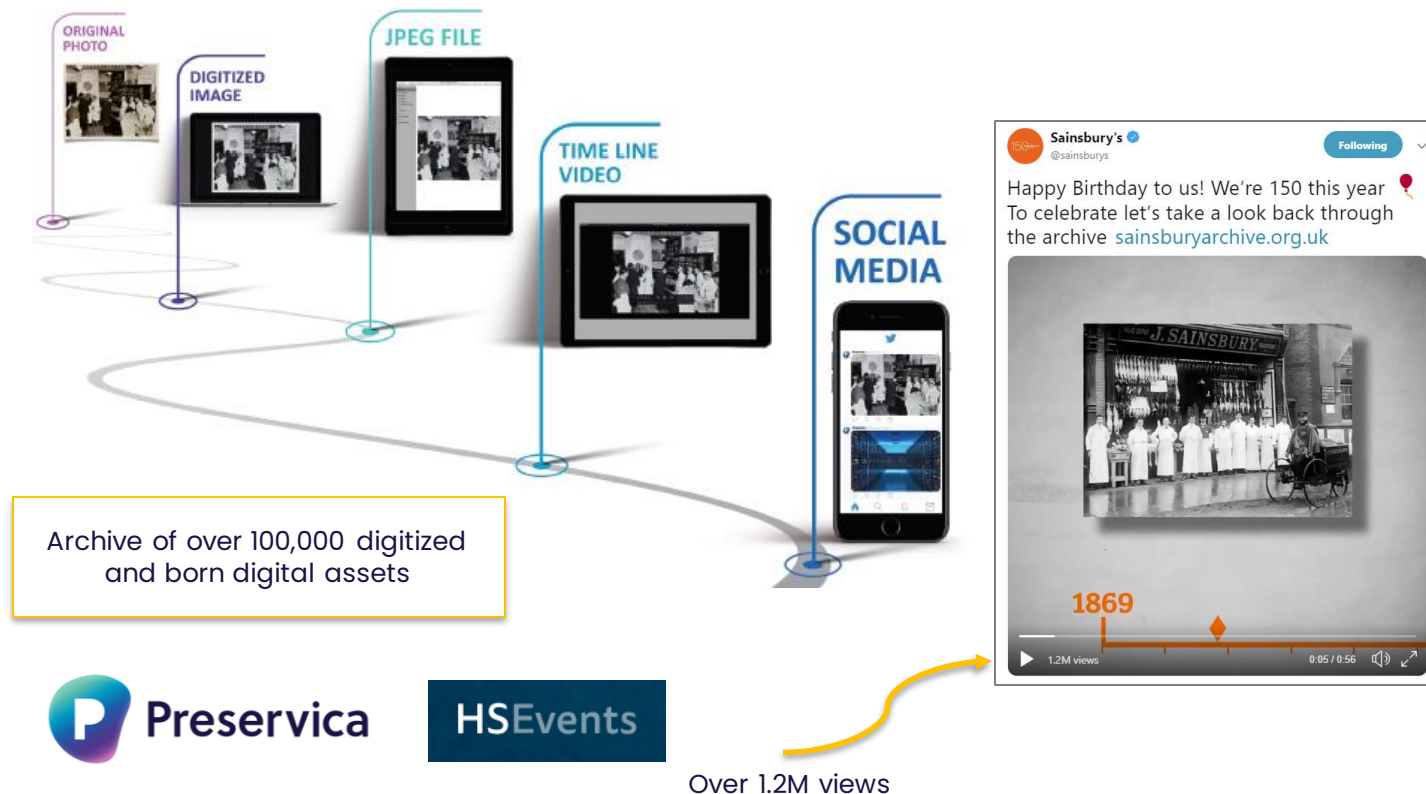 ORIGINAL
PHOTO
DIGITIZED
IMAGE
JPEG FILE
TIME LINE
VIDEO
SOCIAL
MEDIA
Sainsbury's
@sainsburys
Following
Happy Birthday to us! We're 150 this year
To celebrate let's take a look back through
the archive sainsburyarchive.org.uk
J. SAINSBURY.
1869
1.2M views
0:05 / 0:56
Archive of over 100,000 digitized
and born digital assets
Preservica
HSEvents
Over 1.2M views